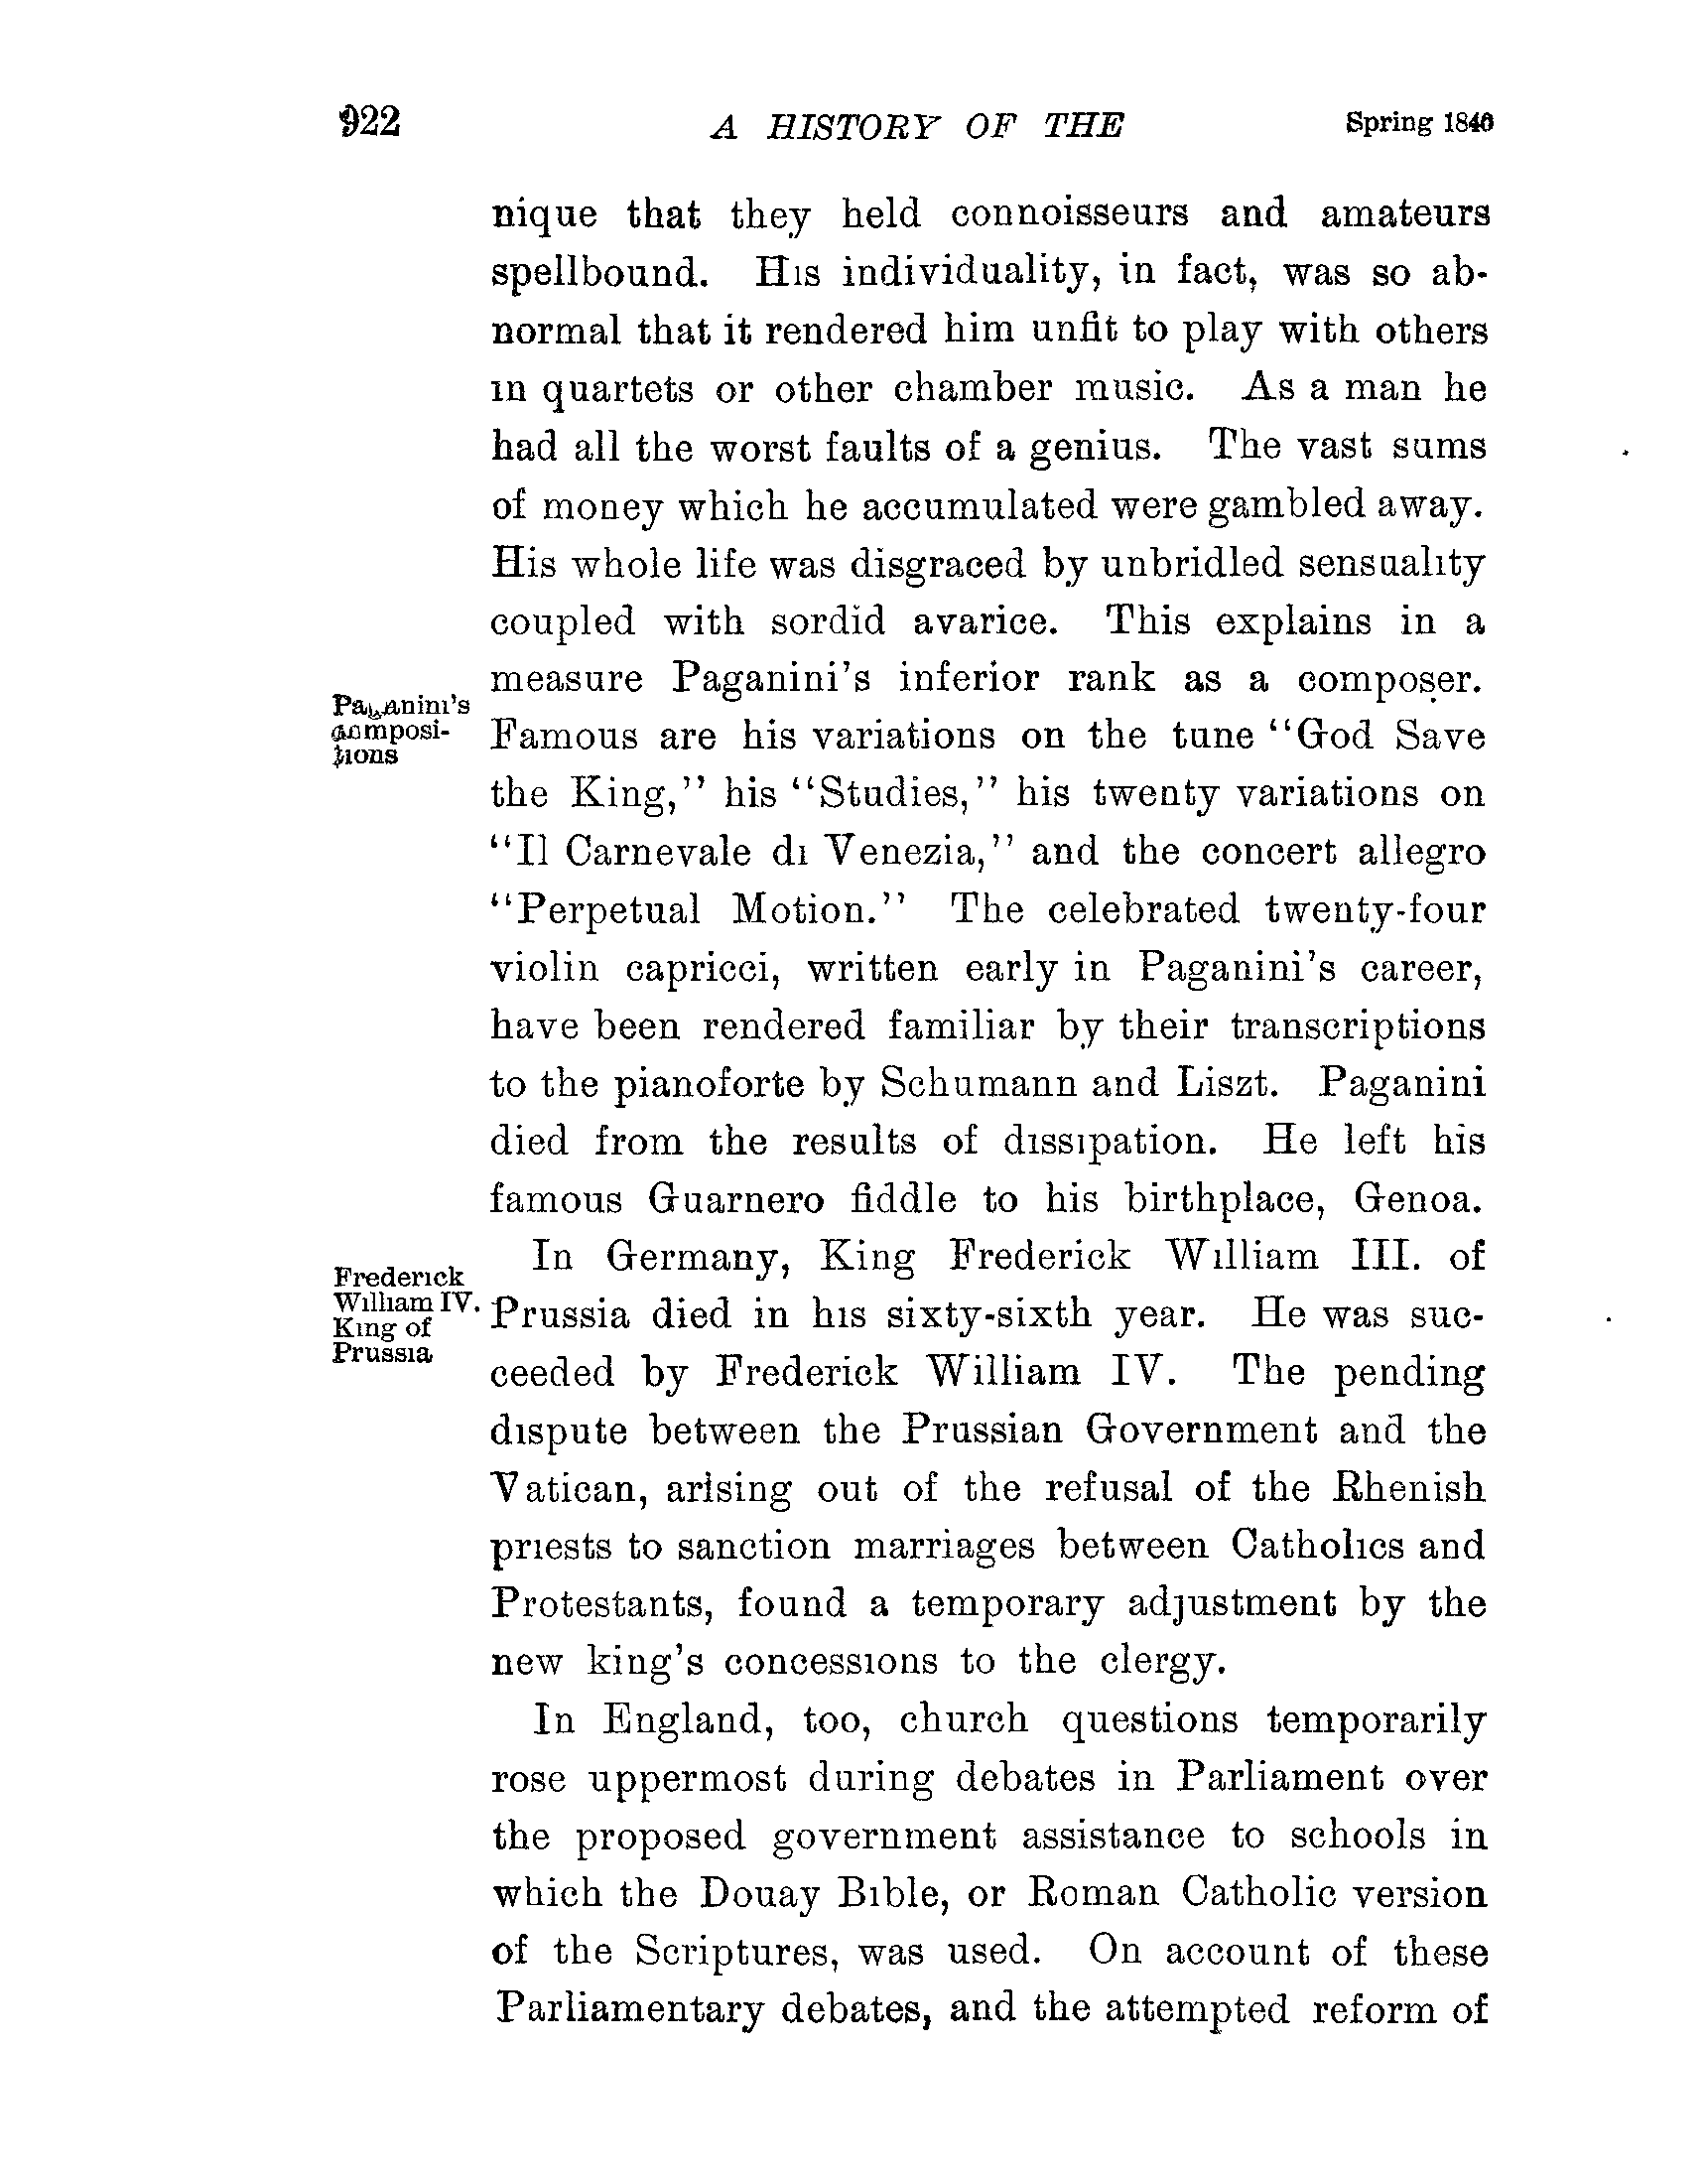 922 A HISTORY OF THE Spring 1840
nique that they held connoisseurs and amateurs
spellbound. His individuality, in fact, was so ab-
normal that it rendered him unfit to play with others
in quartets or other chamber music. As a man he
had all the worst faults of a genius. The vast sums
of money which he accumulated were gambled away.
His whole life was disgraced by unbridled sensuality
coupled with sordid avarice. This explains in a
measure Paganini's inferior rank as a composer.
Paganini's
composi-
tions
Famous are his variations on the tune "God Save
the King," his "Studies," his twenty variations on
"Il Carnevale di Venezia," and the concert allegro
"Perpetual Motion." The celebrated twenty-four
violin capricci, written early in Paganini's career,
have been rendered familiar by their transcriptions
to the pianoforte by Schumann and Liszt. Paganini
died from the results of dissipation. He left his
famous Guarnero fiddle to his birthplace, Genoa.
In Germany, King Frederick William III. of
Frederick
William IV.
King of
Prussia
Prussia died in his sixty-sixth year. He was suc-
ceeded by Frederick William IV. The pending
dispute between the Prussian Government and the
Vatican, arising out of the refusal of the Rhenish
priests to sanction marriages between Catholics and
Protestants, found a temporary adjustment by the
new king's concessions to the clergy.
In England, too, church questions temporarily
rose uppermost during debates in Parliament over
the proposed government assistance to schools in
which the Douay Bible, or Roman Catholic version
of the Scriptures, was used. On account of these
Parliamentary debates, and the attempted reform of